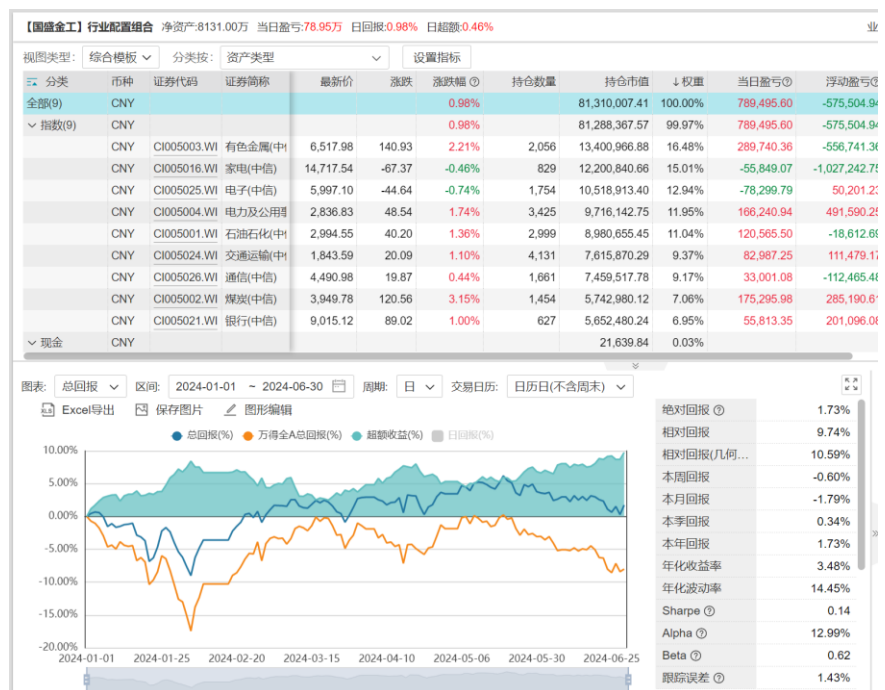 【国盛金工】行业配置组合 净资产:8131.00万 当日盈亏:78.95万 日回报:0.98% 日超额:0.46% 业
视图类型: 综合模板 分类按: 资产类型 设置指标
分类 币种 证券代码 证券简称 最新价 涨跌 涨跌幅 持仓数量 持仓市值 ↓权重 当日盈亏 浮动盈亏
全部(9) CNY 0.98% 81,310,007.41 100.00% 789,495.60 -575,504.94
指数(9) CNY 0.98% 81,288,367.57 99.97% 789,495.60 -575,504.94
CNY CI005003.WI 有色金属(中 6,517.98 140.93 2.21% 2,056 13,400,966.88 16.48% 289,740.36 -556,741.36
CNY CI005016.WI 家电(中信) 14,717.54 -67.37 -0.46% 829 12,200,840.66 15.01% -55,849.07 -1,027,242.75
CNY CI005025.WI 电子(中信) 5,997.10 -44.64 -0.74% 1,754 10,518,913.40 12.94% -78,299.79 50,201.23
CNY CI005004.WI 电力及公用 2,836.83 48.54 1.74% 3,425 9,716,142.75 11.95% 166,240.94 491,590.25
CNY CI005001.WI 石油石化(中 2,994.55 40.20 1.36% 2,999 8,980,655.45 11.04% 120,565.50 -18,612.69
CNY CI005024.WI 交通运输(中 1,843.59 20.09 1.10% 4,131 7,615,870.29 9.37% 82,987.25 111,479.17
CNY CI005026.WI 通信(中信) 4,490.98 19.87 0.44% 1,661 7,459,517.78 9.17% 33,001.08 -112,465.48
CNY CI005002.WI 煤炭(中信) 3,949.78 120.56 3.15% 1,454 5,742,980.12 7.06% 175,295.98 285,190.61
CNY CI005021.WI 银行(中信) 9,015.12 89.02 1.00% 627 5,652,480.24 6.95% 55,813.35 201,096.08
现金 CNY 21,639.84 0.03%
图表: 总回报 区间: 2024-01-01 ~ 2024-06-30 周期: 日 交易日历: 日历日(不含周末)
Excel导出 保存图片 图形编辑
总回报(%) 万得全A总回报(%) 超额收益(%) 日回报(%)
10.00%
5.00%
0.00%
-5.00%
-10.00%
-15.00%
-20.00%
2024-01-01 2024-01-25 2024-02-20 2024-03-15 2024-04-10 2024-05-06 2024-05-30 2024-06-25
绝对回报 1.73%
相对回报 9.74%
相对回报(几何... 10.59%
本周回报 -0.60%
本月回报 -1.79%
本季回报 0.34%
本年回报 1.73%
年化收益率 3.48%
年化波动率 14.45%
Sharpe 0.14
Alpha 12.99%
Beta 0.62
跟踪误差 1.43%